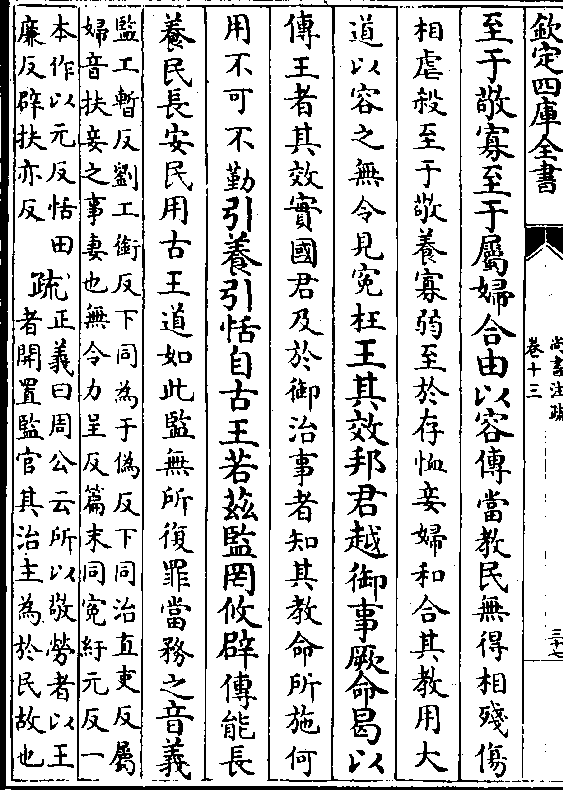 欽定四庫全書
尚書注疏
卷十三
三十七
至于敬寡至于屬婦合由以容傳當教民無得相殘傷
相虐殺至于敬養寡弱至於存恤妾婦和合其教用大
道以容之無令見冤枉王其效邦君越御事厥命曷以
傳王者其效實國君及於御治事者知其教命所施何
用不可不勤引養引恬自古王若茲監罔攸辟傳能長
養民長安民用古王道如此監無所復罪當務之音義
監工暫反劉工銜反下同為于偽反下同治直吏反屬
婦音扶妾之事妻也無令力呈反篇末同冤紆元反一
本作以元反恬田
廉反辟扶亦反
疏正義曰周公云所以敬勞者以王
者開置監官其治主為於民故也